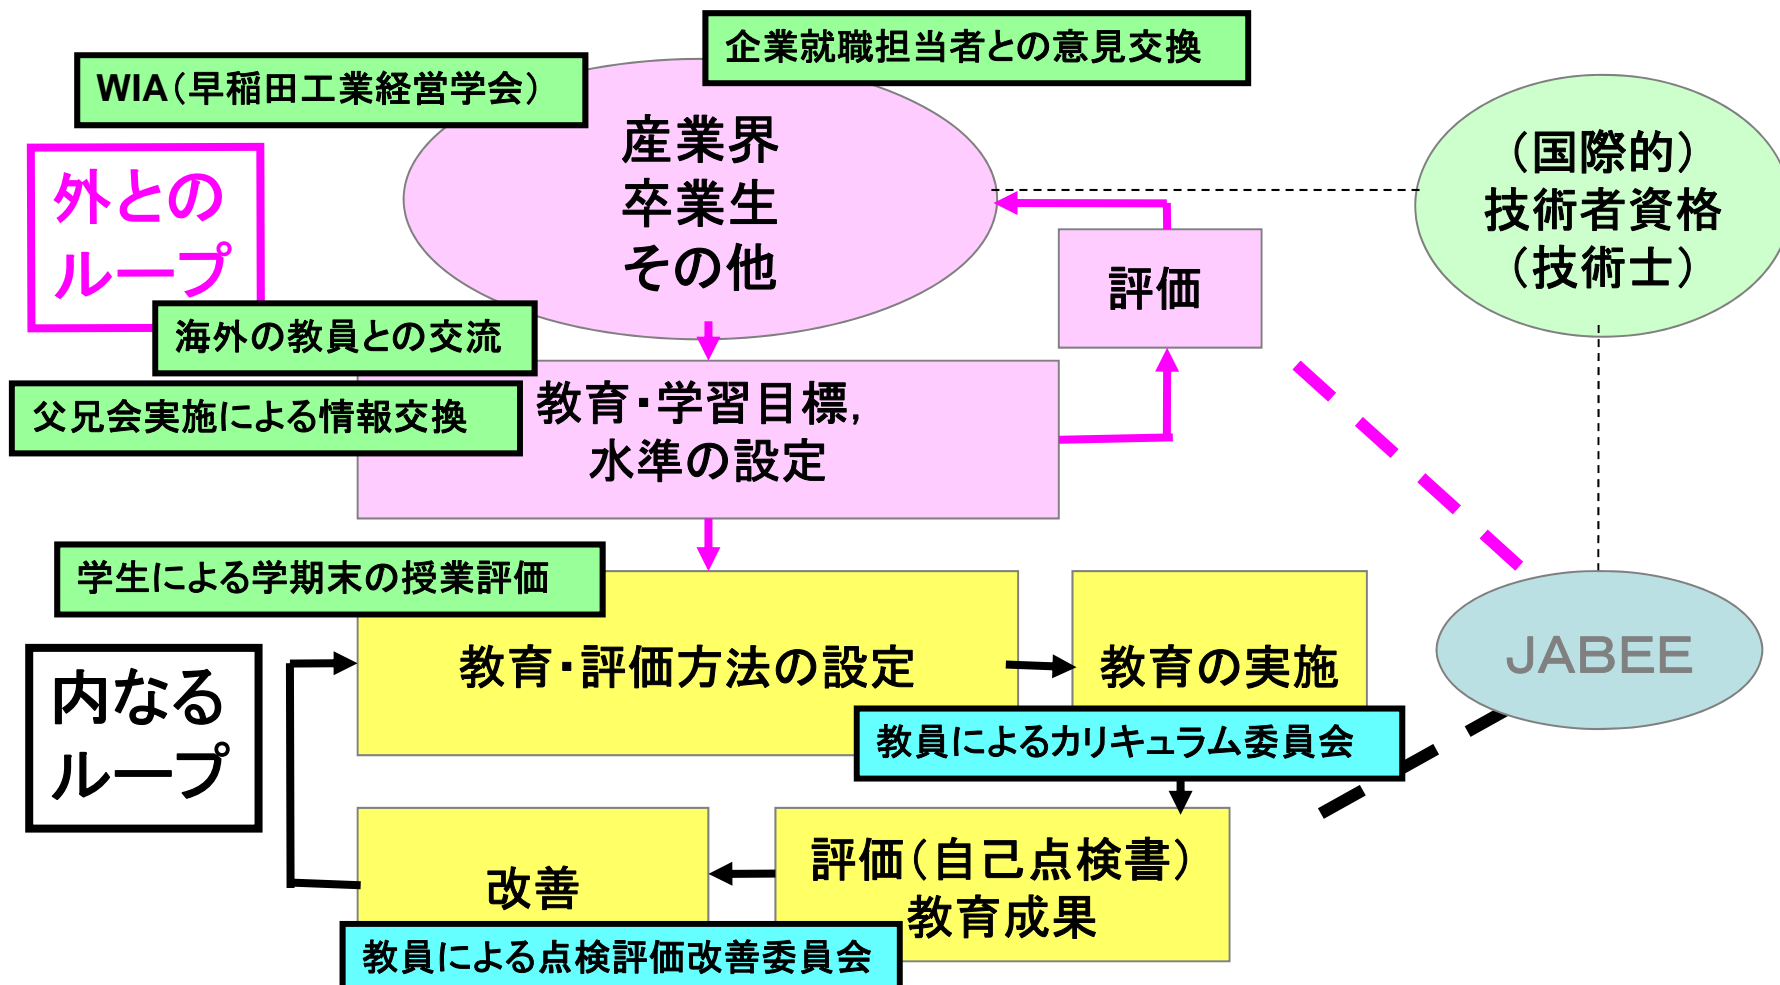 企業就職担当者との意見交換
WIA(早稲田工業経営学会)
産業界
卒業生
その他
(国際的)
技術者資格
(技術士)
外との
ループ
評価
海外の教員との交流
父兄会実施による情報交換
教育・学習目標,
水準の設定
学生による学期末の授業評価
内なる
ループ
教育・評価方法の設定
教育の実施
JABEE
教員によるカリキュラム委員会
改善
評価(自己点検書)
教育成果
教員による点検評価改善委員会